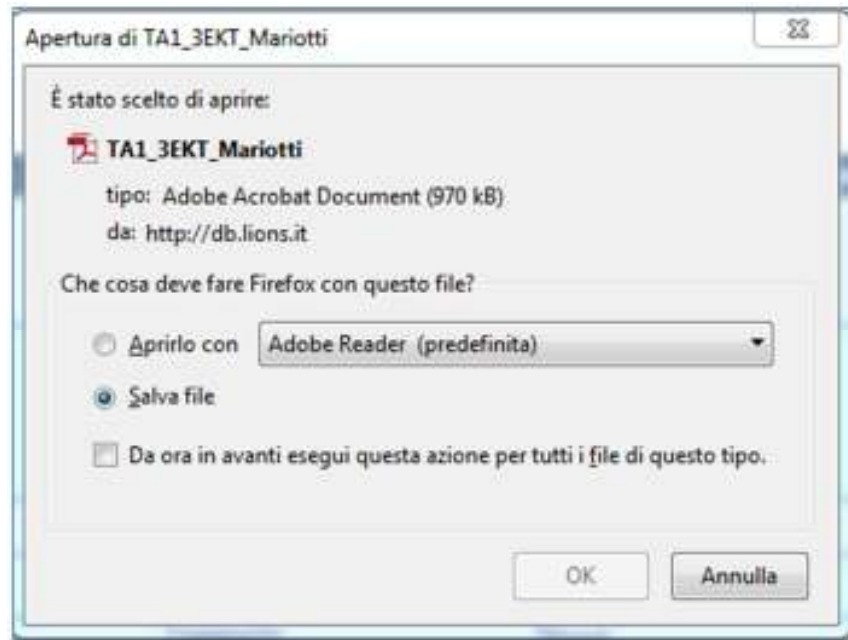 Apertura di TA1_3EKT_Mariotti
È stato scelto di aprire:
TA1_3EKT_Mariotti
tipo: Adobe Acrobat Document (970 kB)
da: http://db.lions.it
Che cosa deve fare Firefox con questo file?
Aprirlo con Adobe Reader (predefinita)
Salva file
Da ora in avanti esegui questa azione per tutti i file di questo tipo.
OK Annulla